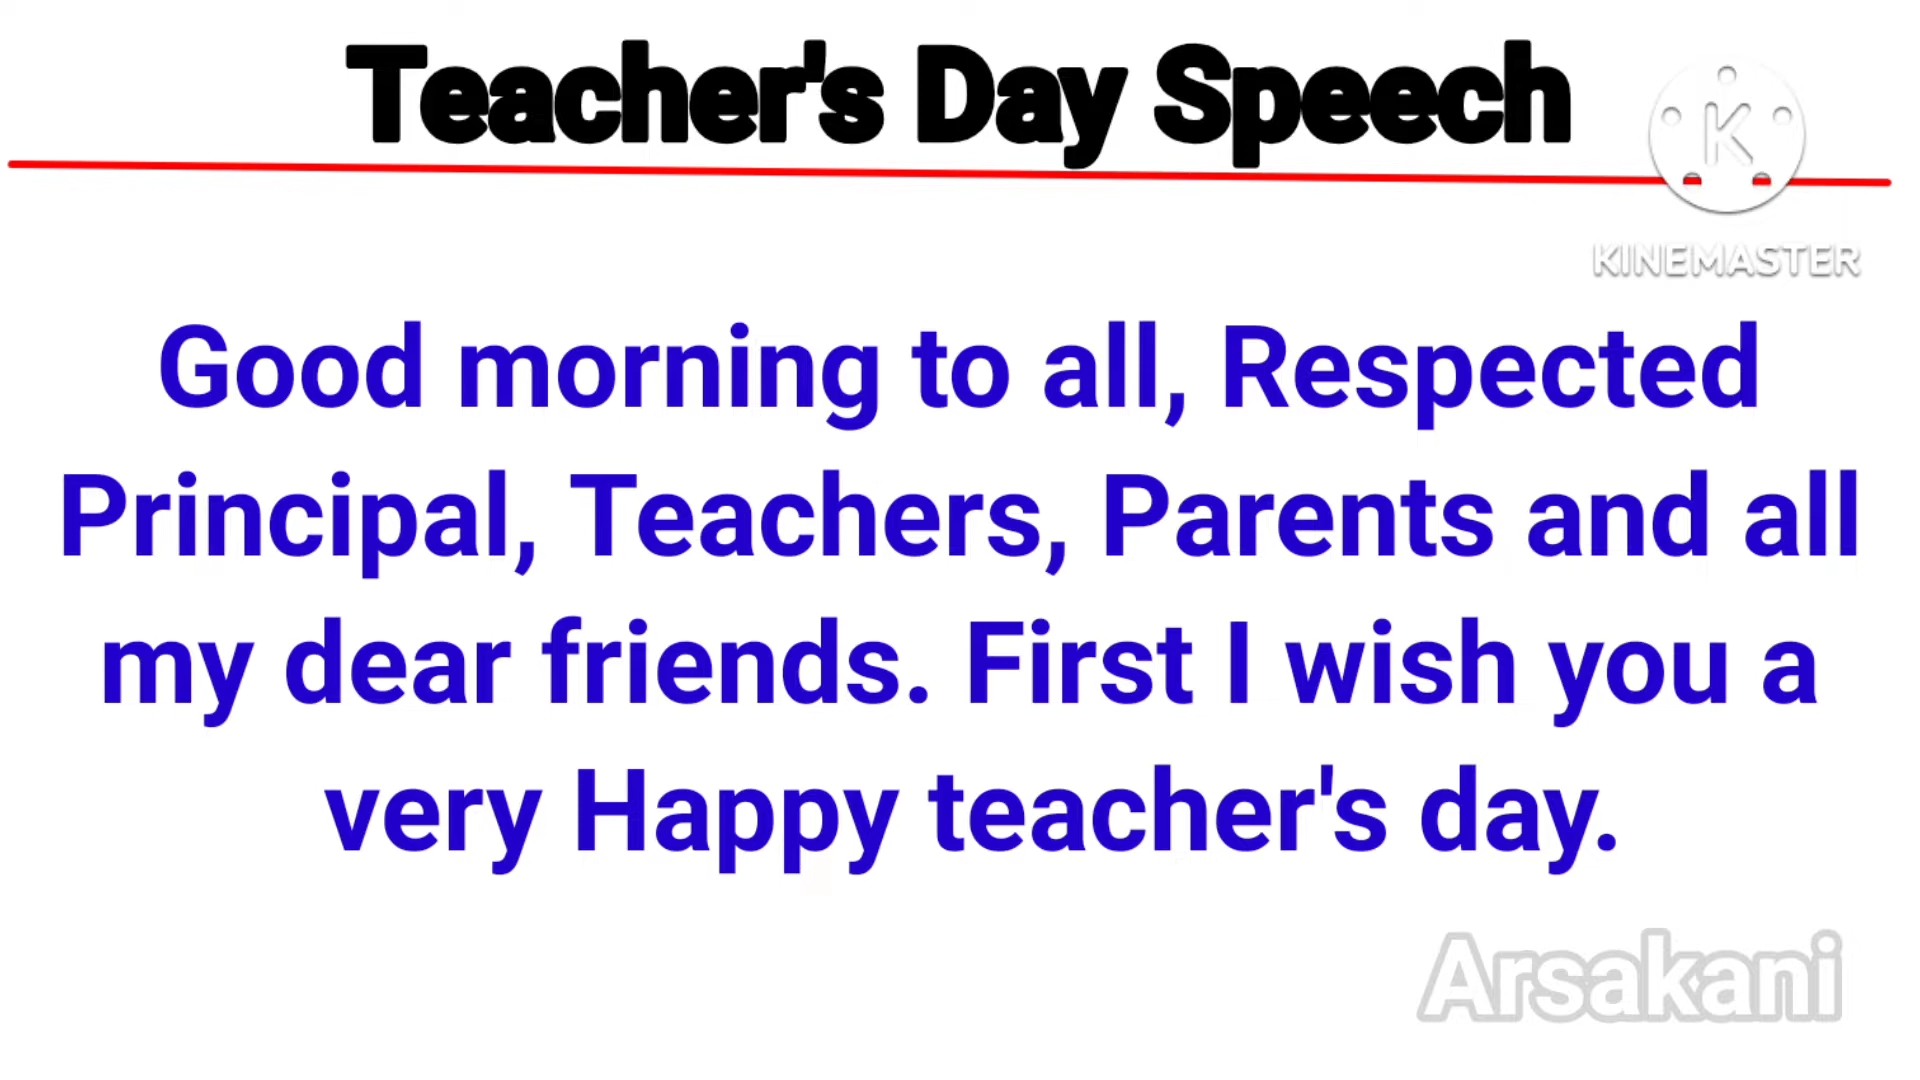 Teacher's Day Speech
K
KINEMASTER
Good morning to all, Respected
Principal, Teachers, Parents and all
my dear friends. First I wish you a
very Happy teacher's day.
Arsakani